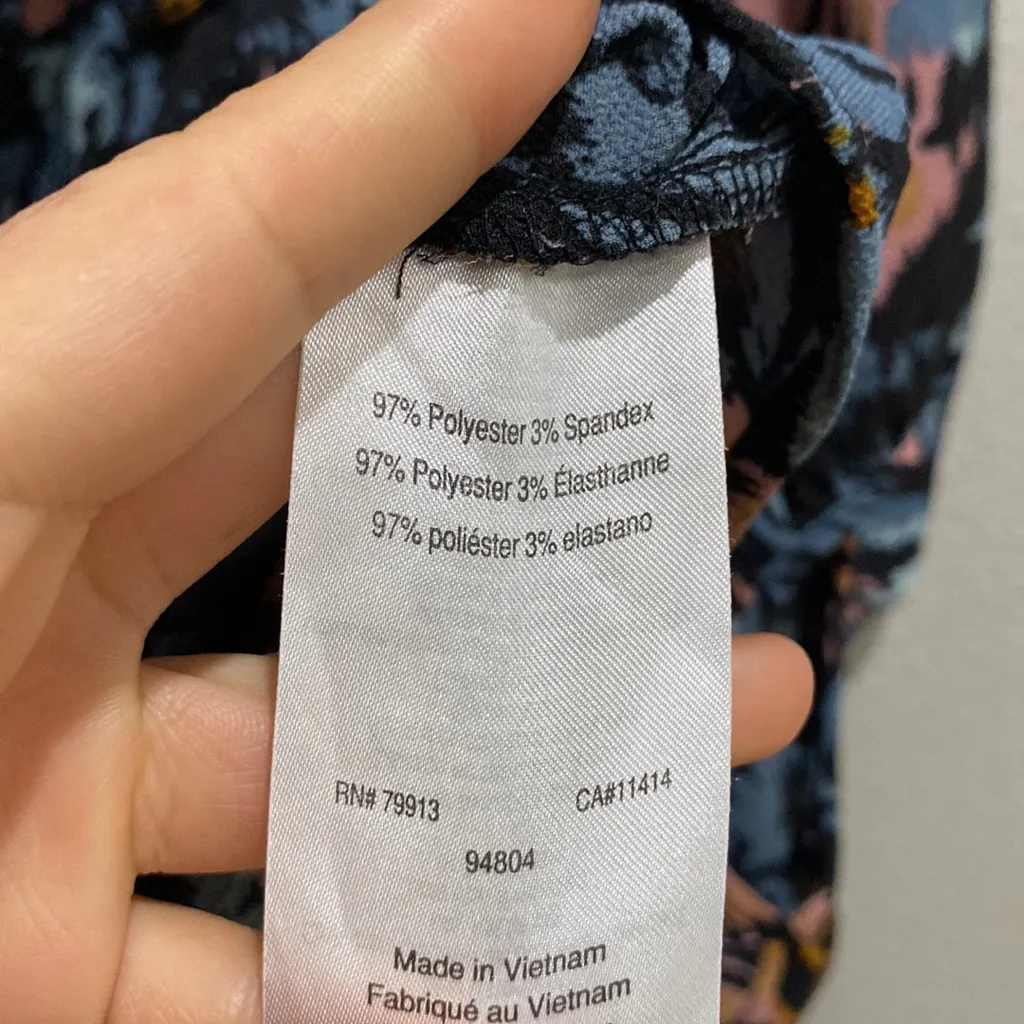 97% Polyester 3% Spandex
97% Polyester 3% Élasthanne
97% poliéster 3% elastano
RN# 79913 CA#11414
94804
Made in Vietnam
Fabriqué au Vietnam